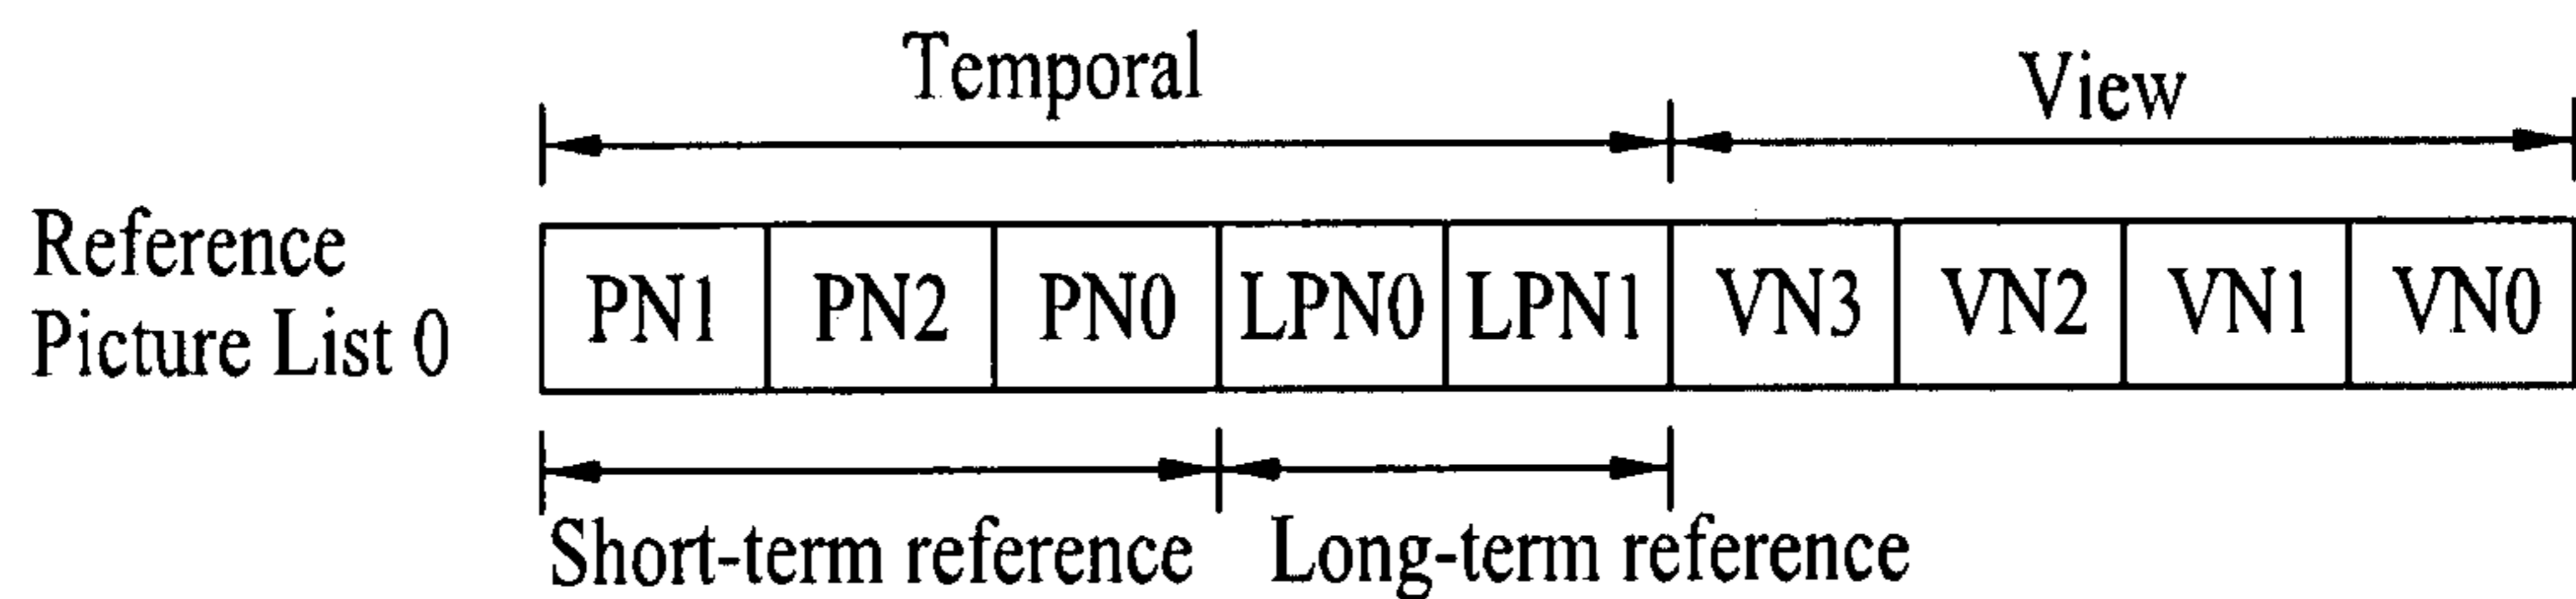 Temporal
View
Reference
Picture List 0
PN1 PN2 PN0 LPN0 LPN1 VN3 VN2 VN1 VN0
Short-term reference Long-term reference